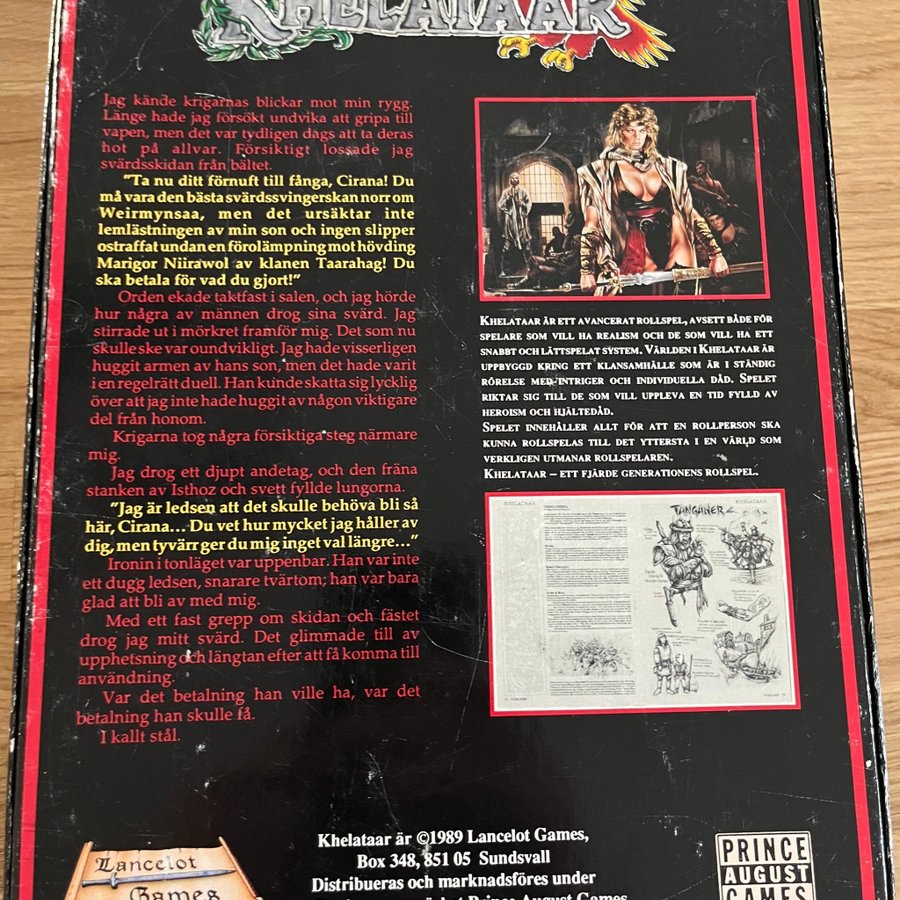 KHELATAAR
Jag kände krigarnas blickar mot min rygg.
Länge hade jag försökt undvika att gripa till
vapen, men det var tydligen dags att ta deras
hot på allvar. Försiktigt lossade jag
svärdsskidan från bältet.
"Ta nu ditt förnuft till fånga, Cirana! Du
må vara den bästa svärdssvingerskan norr om
Weirmynsaa, men det ursäktar inte
lemlästningen av min son och ingen slipper
ostraffat undan en förolämpning mot hövding
Marigor Niirawol av klanen Taarahag! Du
ska betala för vad du gjort!"
Orden ekade taktfast i salen, och jag hörde
hur några av männen drog sina svärd. Jag
stirrade ut i mörkret framför mig. Det som nu
skulle ske var oundvikligt. Jag hade visserligen
huggit armen av hans son, men det hade varit
i en regelrätt duell. Han kunde skatta sig lycklig
över att jag inte hade huggit av någon viktigare
del från honom.
Krigarna tog några försiktiga steg närmare
mig.
Jag drog ett djupt andetag, och den fräna
stanken av Isthoz och svett fyllde lungorna.
"Jag är ledsen att det skulle behöva bli så
här, Cirana... Du vet hur mycket jag håller av
dig, men tyvärr ger du mig inget val längre..."
Ironin i tonläget var uppenbar. Han var inte
ett dugg ledsen, snarare tvärtom; han var bara
glad att bli av med mig.
Med ett fast grepp om skidan och fästet
drog jag mitt svärd. Det glimmade till av
upphetsning och längtan efter att få komma till
användning.
Var det betalning han ville ha, var det
betalning han skulle få.
I kallt stål.
KHELATAAR ÄR ETT AVANCERAT ROLLSPEL, AVSETT BÅDE FÖR
SPELARE SOM VILL HA REALISM OCH DE SOM VILL HA ETT
SNABBT OCH LÄTTSPELAT SYSTEM. VÄRLDEN I KHELATAAR ÄR
UPPBYGGD KRING ETT KLANSAMHÄLLE SOM ÄR I STÄNDIG
RÖRELSE MED INTRIGER OCH INDIVIDUELLA DÅD. SPELET
RIKTAR SIG TILL DE SOM VILL UPPLEVA EN TID FYLLD AV
HEROISM OCH HJÄLTEDÅD.
SPELET INNEHÅLLER ALLT FÖR ATT EN ROLLPERSON SKA
KUNNA ROLLSPELAS TILL DET YTTERSTA I EN VÄRLD SOM
VERKLIGEN UTMANAR ROLLSPELAREN.
KHELATAAR – ETT FJÄRDE GENERATIONENS ROLLSPEL.
KHELATAAR
KHELATAAR
TANGANER
Lancelot
Games
Khelataar är ©1989 Lancelot Games,
Box 348, 851 05 Sundsvall
Distribueras och marknadsföres under
Prince August Games
PRINCE
AUGUST
GAMES